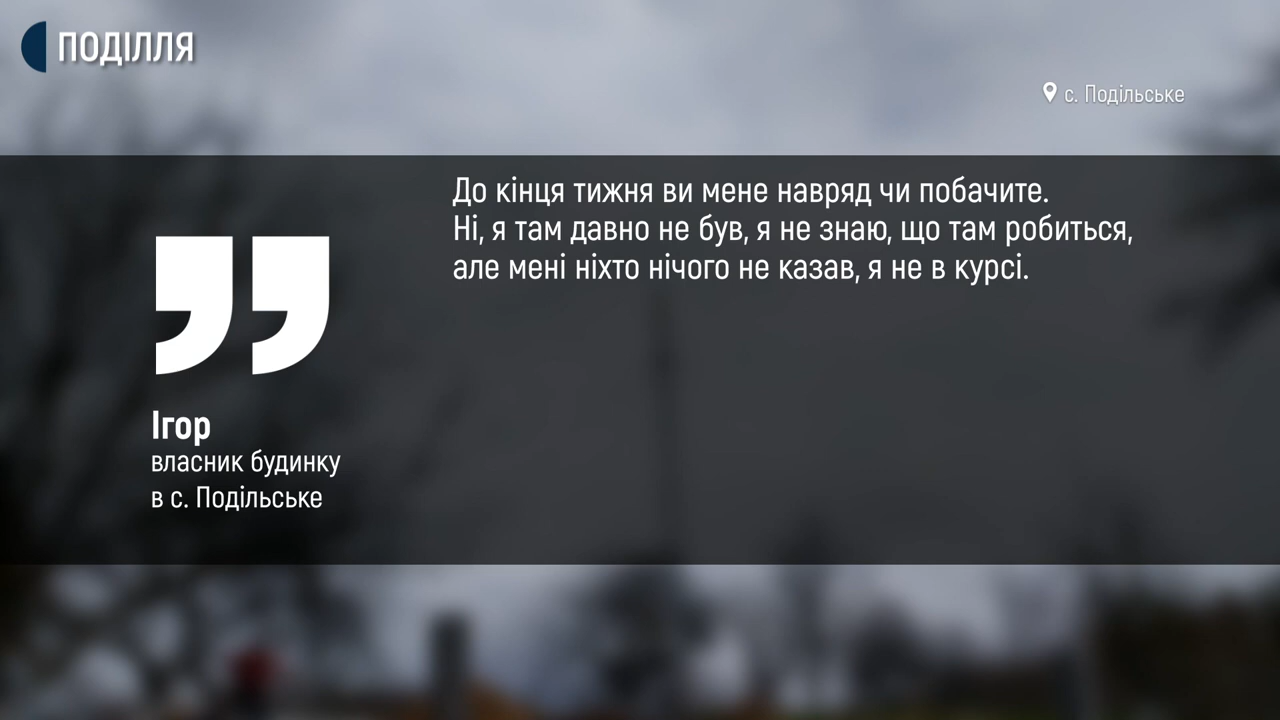 ПОДІЛЛЯ
с. Подільське
До кінця тижня ви мене навряд чи побачите.
Ні, я там давно не був, я не знаю, що там робиться,
але мені ніхто нічого не казав, я не в курсі.
Ігор
власник будинку
в с. Подільське